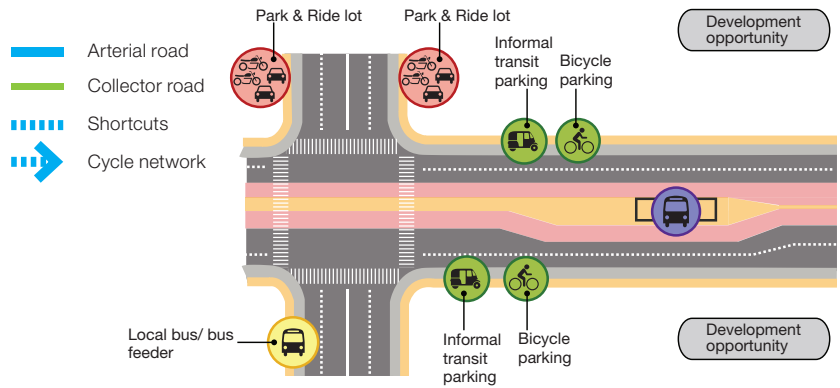 Park & Ride lot
Park & Ride lot
Development
opportunity
Arterial road
Collector road
Shortcuts
Cycle network
Informal
transit
parking
Bicycle
parking
Local bus/ bus
feeder
Informal
transit
parking
Bicycle
parking
Development
opportunity